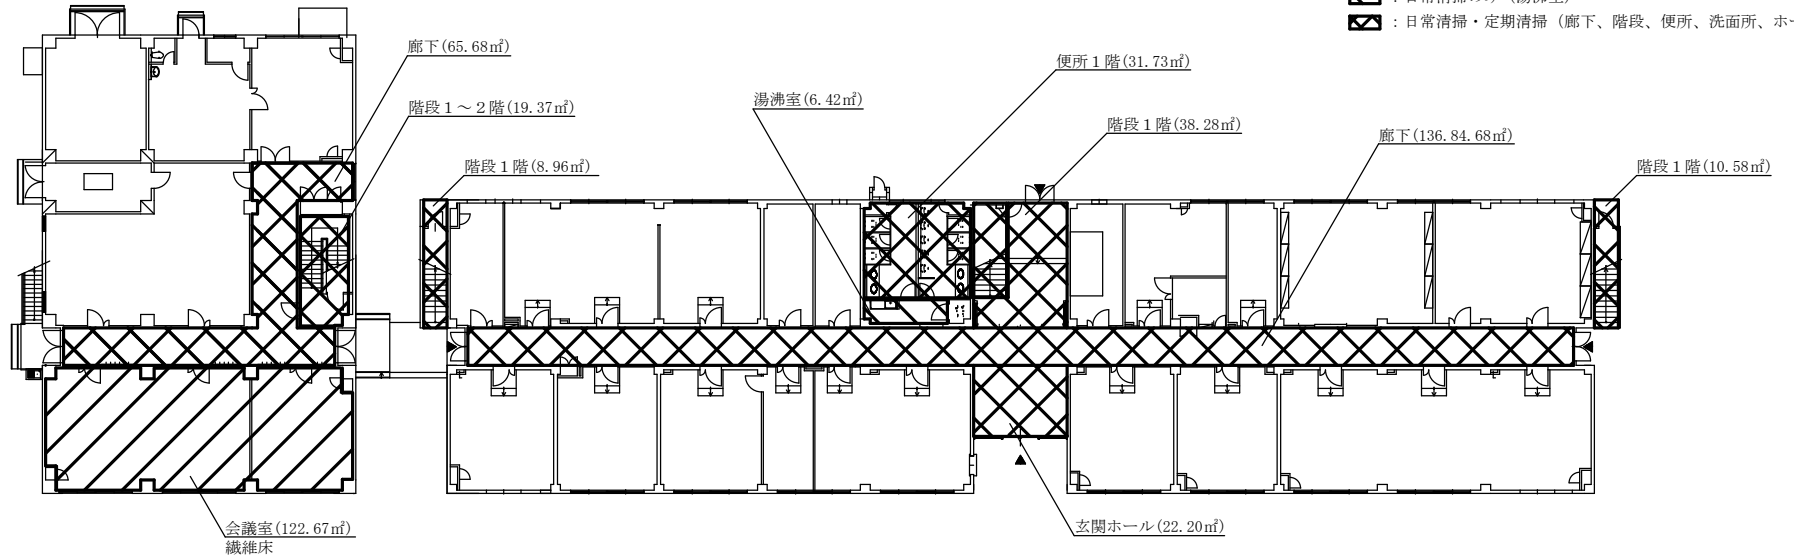 ：日常清掃・定期清掃（廊下、階段、便所、洗面所、ホー
廊下(65.68㎡)
便所１階(31.73㎡)
湯沸室(6.42㎡)
階段１～２階(19.37㎡)
階段１階(38.28㎡)
廊下(136.84.68㎡)
階段１階(8.96㎡)
階段１階(10.58㎡)
会議室(122.67㎡)
繊維床
玄関ホール(22.20㎡)